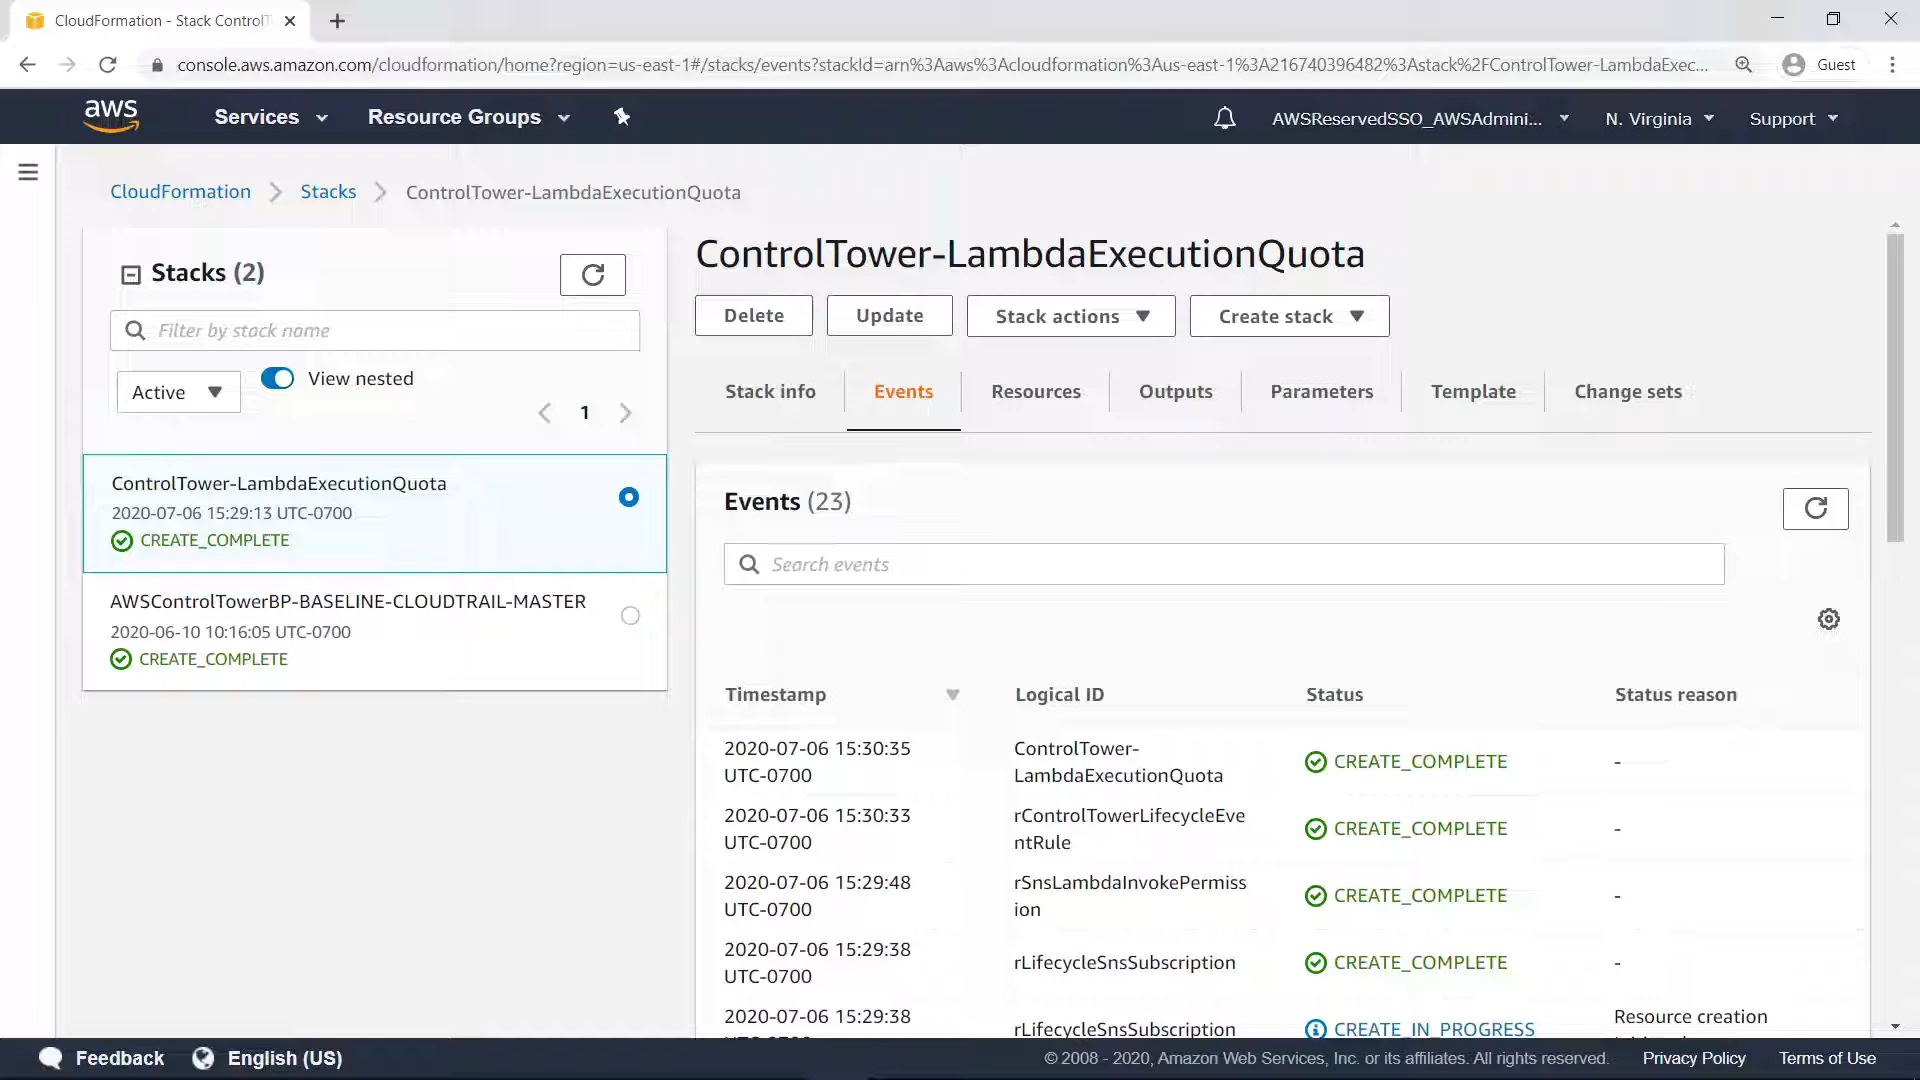 CloudFormation - Stack ControlT
console.aws.amazon.com/cloudformation/home?region=us-east-1#/stacks/events?stackId=arn%3Aaws%3Acloudformation%3Aus-east-1%3A216740396482%3Astack%2FControlTower-LambdaExec...
Guest
aws
Services
Resource Groups
AWSReservedSSO_AWSAdmini...
N. Virginia
Support
CloudFormation
Stacks
ControlTower-LambdaExecutionQuota
Stacks (2)
Filter by stack name
Active
View nested
1
ControlTower-LambdaExecutionQuota
2020-07-06 15:29:13 UTC-0700
CREATE_COMPLETE
AWSControlTowerBP-BASELINE-CLOUDTRAIL-MASTER
2020-06-10 10:16:05 UTC-0700
CREATE_COMPLETE
ControlTower-LambdaExecutionQuota
Delete
Update
Stack actions
Create stack
Stack info
Events
Resources
Outputs
Parameters
Template
Change sets
Events (23)
Search events
Timestamp
Logical ID
Status
Status reason
2020-07-06 15:30:35
UTC-0700
ControlTower-
LambdaExecutionQuota
CREATE_COMPLETE
-
2020-07-06 15:30:33
UTC-0700
rControlTowerLifecycleEve
ntRule
CREATE_COMPLETE
-
2020-07-06 15:29:48
UTC-0700
rSnsLambdaInvokePermiss
ion
CREATE_COMPLETE
-
2020-07-06 15:29:38
UTC-0700
rLifecycleSnsSubscription
CREATE_COMPLETE
-
2020-07-06 15:29:38
rLifecycleSnsSubscription
CREATE_IN_PROGRESS
Resource creation
Feedback
English (US)
© 2008 - 2020, Amazon Web Services, Inc. or its affiliates. All rights reserved.
Privacy Policy
Terms of Use